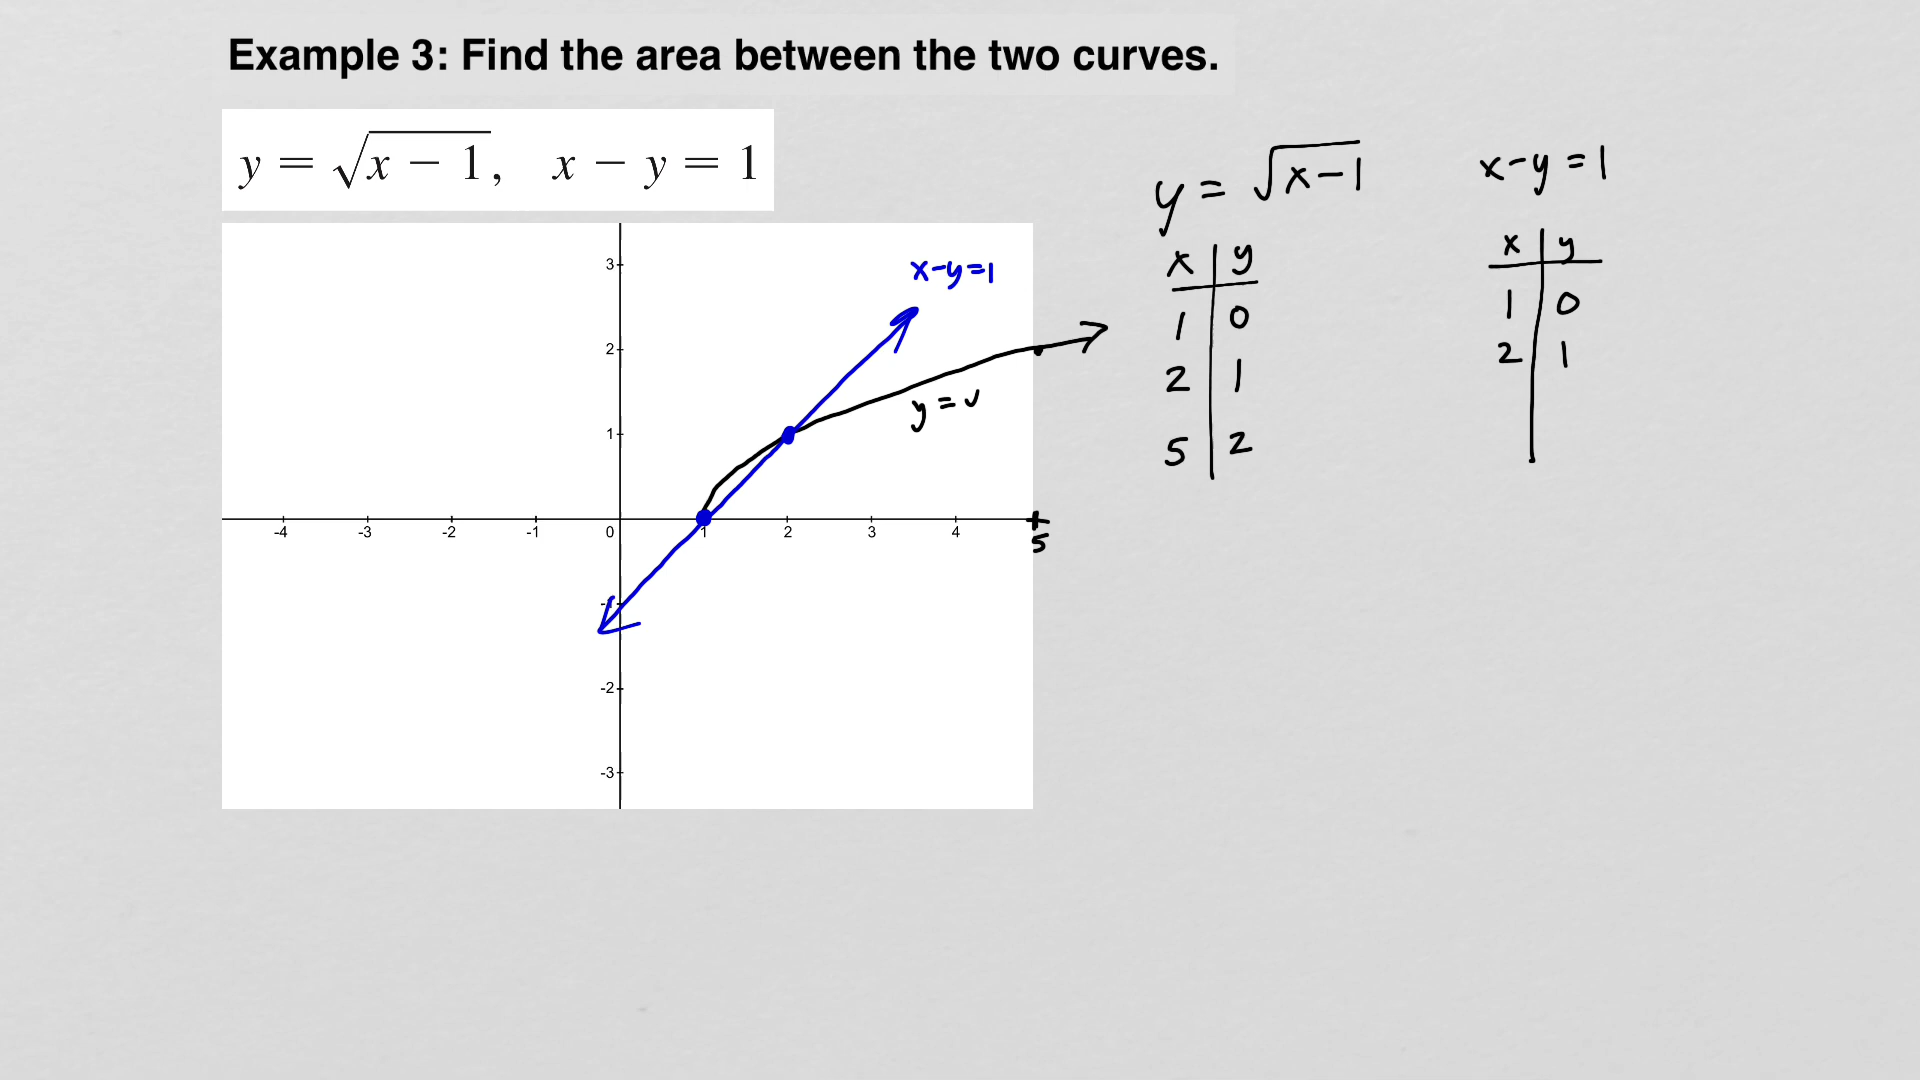 Example 3: Find the area between the two curves.
y = √x − 1, x − y = 1
y = √x-1
x-y=1
x y
1 0
2 1
5 2
x y
1 0
2 1
x-y=1
y=√
3
2
1
-4 -3 -2 -1 0 1 2 3 4 5
-1
-2
-3